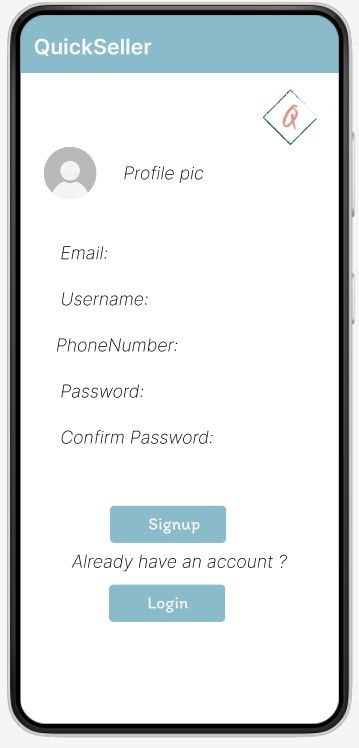 QuickSeller
Q
Profile pic
Email:
Username:
PhoneNumber:
Password:
Confirm Password:
Signup
Already have an account ?
Login